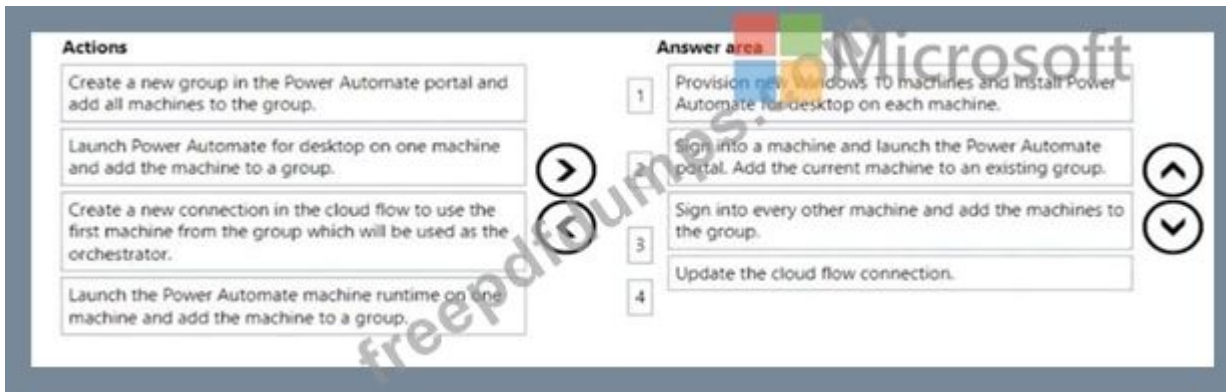 Microsoft
Actions
Create a new group in the Power Automate portal and
add all machines to the group.
Launch Power Automate for desktop on one machine
and add the machine to a group.
Create a new connection in the cloud flow to use the
first machine from the group which will be used as the
orchestrator.
Launch the Power Automate machine runtime on one
machine and add the machine to a group.
Answer area
1
Provision new Windows 10 machines and install Power
Automate for desktop on each machine.
2
Sign into a machine and launch the Power Automate
portal. Add the current machine to an existing group.
3
Sign into every other machine and add the machines to
the group.
4
Update the cloud flow connection.
freepdfdumps.com